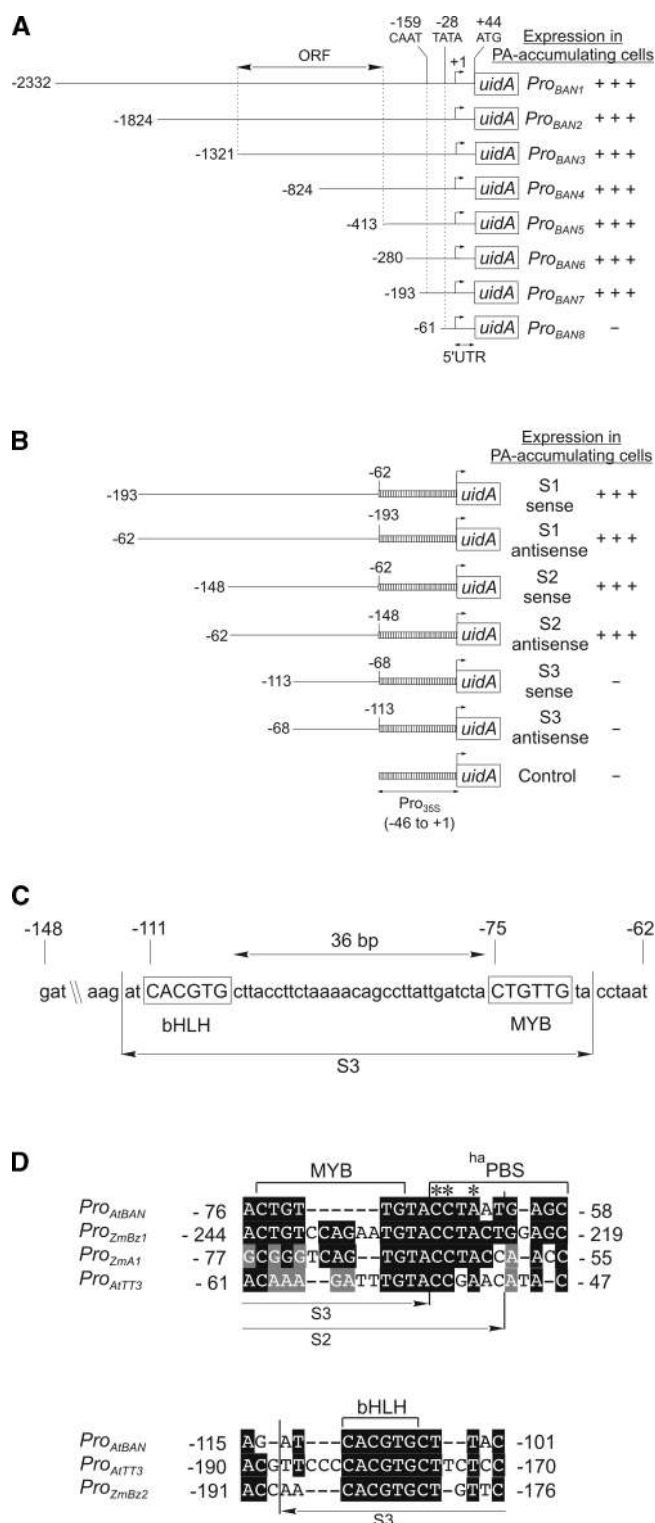 A
-159 -28 +44 Expression in
CAAT TATA ATG PA-accumulating cells
ORF +1
-2332 uidA ProBAN1 + + +
-1824 uidA ProBAN2 + + +
-1321 uidA ProBAN3 + + +
-824 uidA ProBAN4 + + +
-413 uidA ProBAN5 + + +
-280 uidA ProBAN6 + + +
-193 uidA ProBAN7 + + +
-61 uidA ProBAN8 –
5'UTR
B
Expression in
PA-accumulating cells
-62
-193 uidA S1 sense + + +
-193
-62 uidA S1 antisense + + +
-62
-148 uidA S2 sense + + +
-148
-62 uidA S2 antisense + + +
-68
-113 uidA S3 sense –
-113
-68 uidA S3 antisense –
uidA Control –
Pro35S
(-46 to +1)
C
-148 -111 36 bp -75 -62
gat \\ aag at CACGTG cttaccttctaaaacagccttattgatcta CTGTTG ta cctaat
bHLH MYB
S3
D
MYB haPBS
** *
ProAtBAN - 76 ACTGT-----TGTACCTAATG-AGC - 58
ProZmBz1 - 244 ACTGTCCAGAATGTACCTACTGGAGC - 219
ProZmA1 - 77 GCGGGTCAG--TGTACCTACCA-ACC - 55
ProAtTT3 - 61 ACAAA--GATTTGTACCGAACATA-C - 47
S3
S2
bHLH
ProAtBAN -115 AG-AT---CACGTGCT--TAC -101
ProAtTT3 -190 ACGTTCCCCACGTGCTTCTCC -170
ProZmBz2 -191 ACCAA---CACGTGCT-GTTC -176
S3